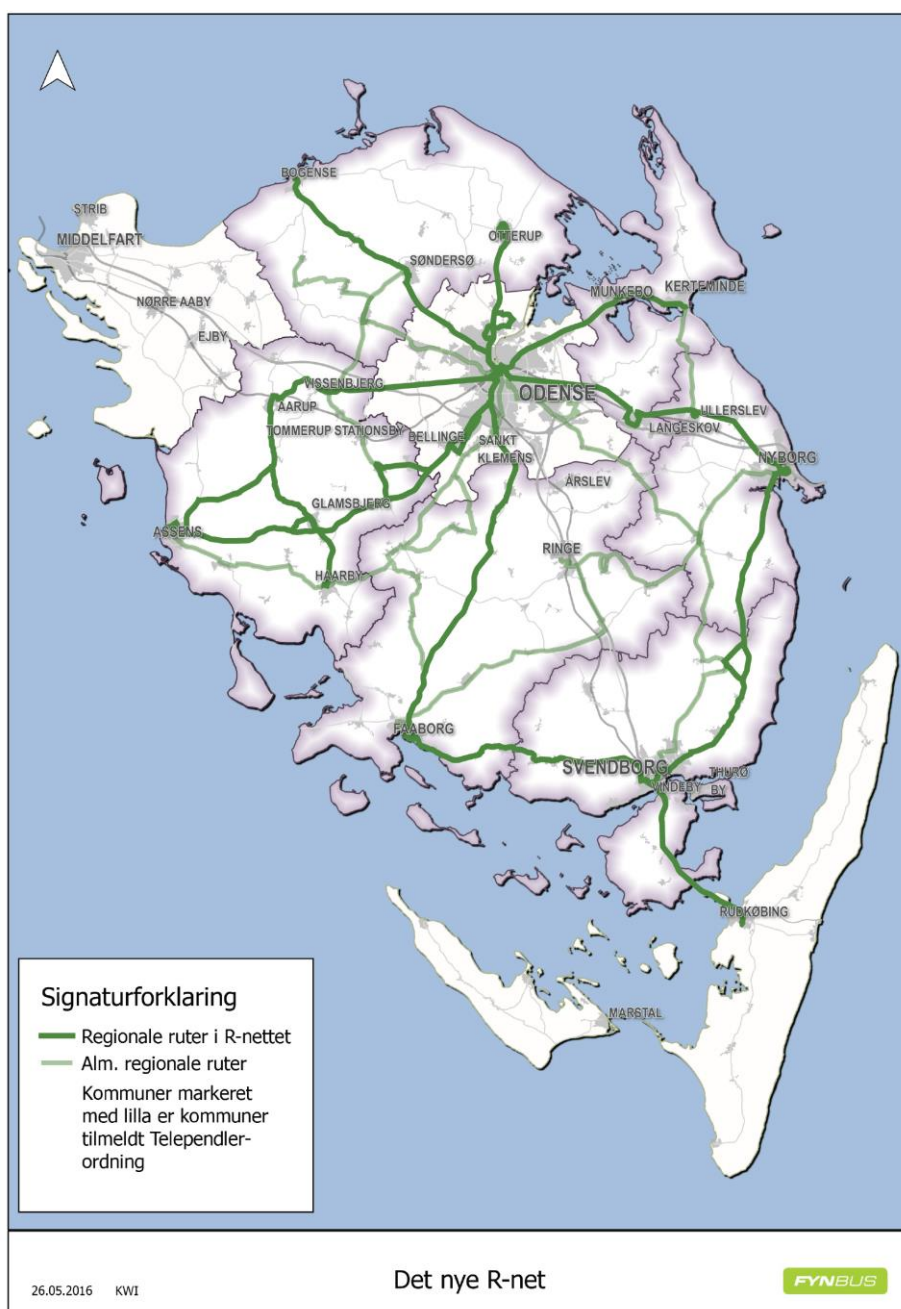 BOGENSE
STRIB
MIDDELFART
OTTERUP
SØNDERSØ
MUNKEBO
KERTEMINDE
NØRRE AABY
EJBY
VISSENBJERG
ODENSE
AARUP
ULLERSLEV
TOMMERUP STATIONSBY
BELLINGE
SANKT
KLEMENS
LANGESKOV
NYBORG
ÅRSLEV
GLAMSBJERG
ASSENS
RINGE
HAARBY
FAABORG
SVENDBORG
VINDEBY
THURØ
BY
RUDKØBING
MARSTAL
Signaturforklaring
Regionale ruter i R-nettet
Alm. regionale ruter
Kommuner markeret
med lilla er kommuner
tilmeldt Telependler-
ordning
26.05.2016 KWI
Det nye R-net
FYNBUS